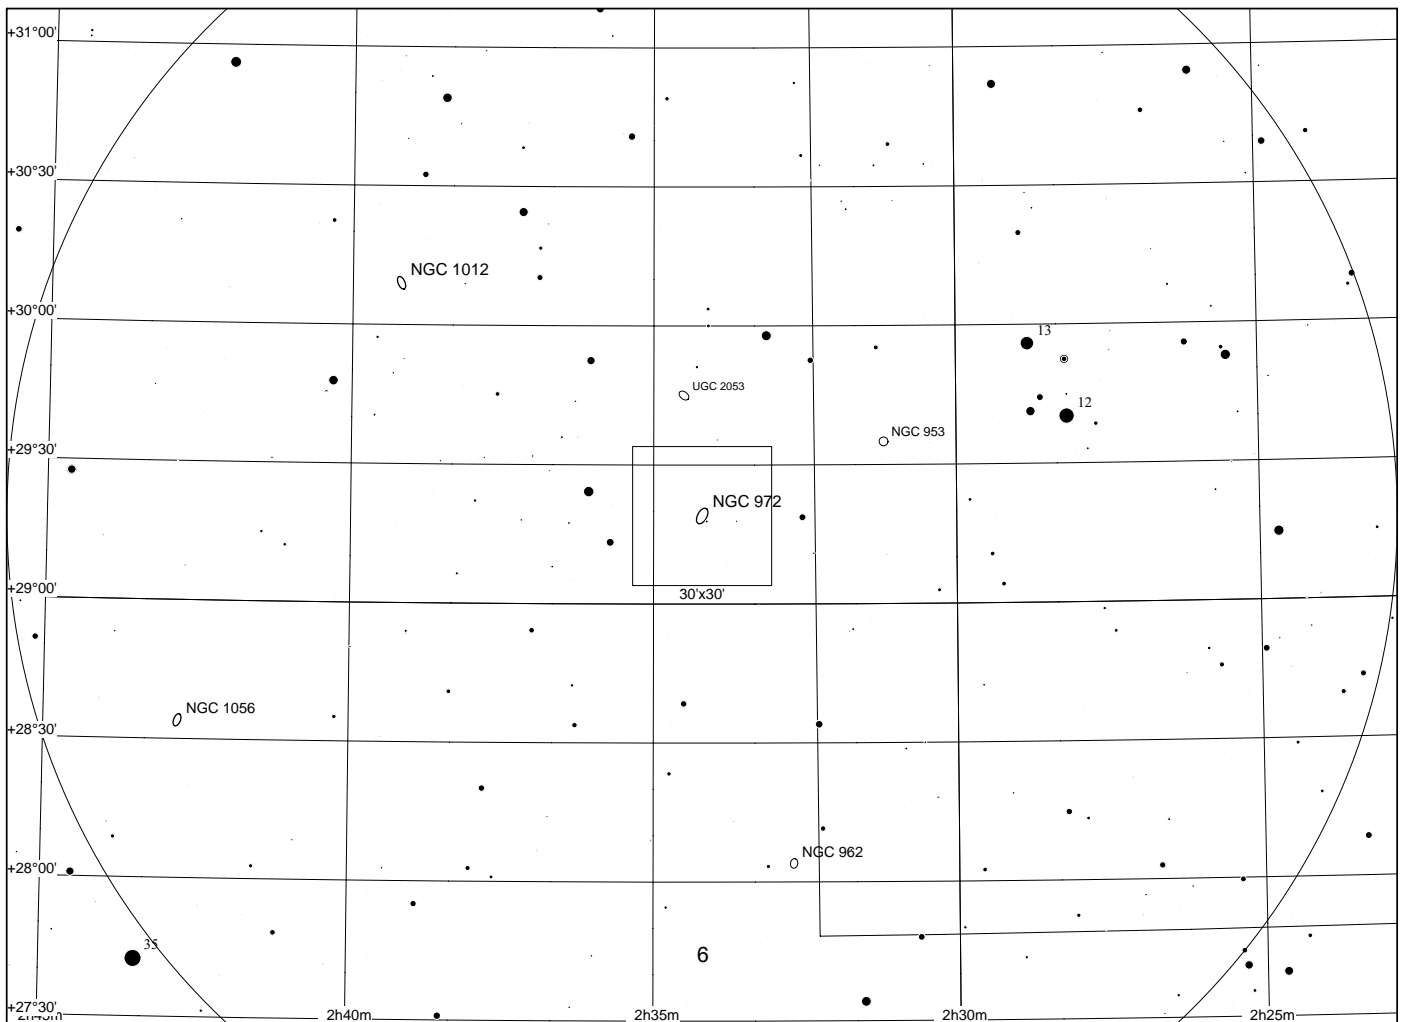 +31°00'
+30°30'
NGC 1012
+30°00'
13
UGC 2053
12
NGC 953
+29°30'
NGC 972
+29°00'
30'x30'
NGC 1056
+28°30'
NGC 962
+28°00'
35
6
+27°30'
2h40m
2h35m
2h30m
2h25m